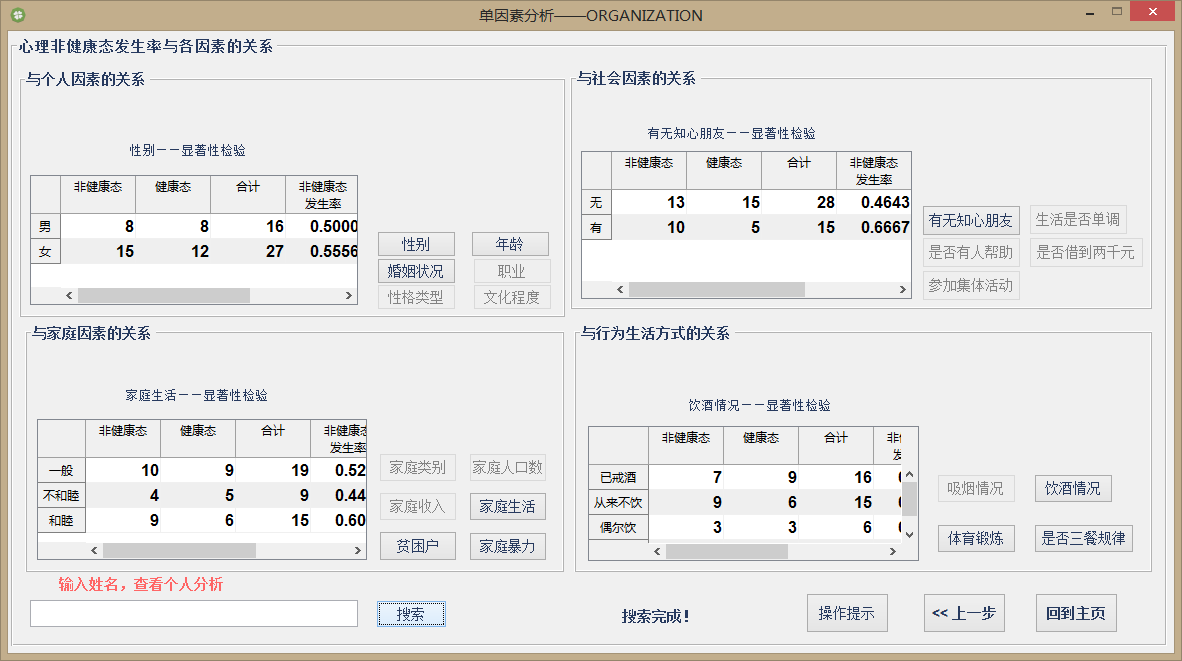 单因素分析——ORGANIZATION
心理非健康态发生率与各因素的关系
与个人因素的关系
性别－－显著性检验
非健康态 健康态 合计 非健康态发生率
男 8 8 16 0.5000
女 15 12 27 0.5556
性别 年龄
婚姻状况 职业
性格类型 文化程度
与社会因素的关系
有无知心朋友－－显著性检验
非健康态 健康态 合计 非健康态发生率
无 13 15 28 0.4643
有 10 5 15 0.6667
有无知心朋友 生活是否单调
是否有人帮助 是否借到两千元
参加集体活动
与家庭因素的关系
家庭生活－－显著性检验
非健康态 健康态 合计 非健康态
发生率
一般 10 9 19 0.52
不和睦 4 5 9 0.44
和睦 9 6 15 0.60
家庭类别 家庭人口数
家庭收入 家庭生活
贫困户 家庭暴力
与行为生活方式的关系
饮酒情况－－显著性检验
非健康态 健康态 合计
已戒酒 7 9 16
从来不饮 9 6 15
偶尔饮 3 3 6
吸烟情况 饮酒情况
体育锻炼 是否三餐规律
输入姓名，查看个人分析
搜索
搜索完成！
操作提示
<< 上一步
回到主页